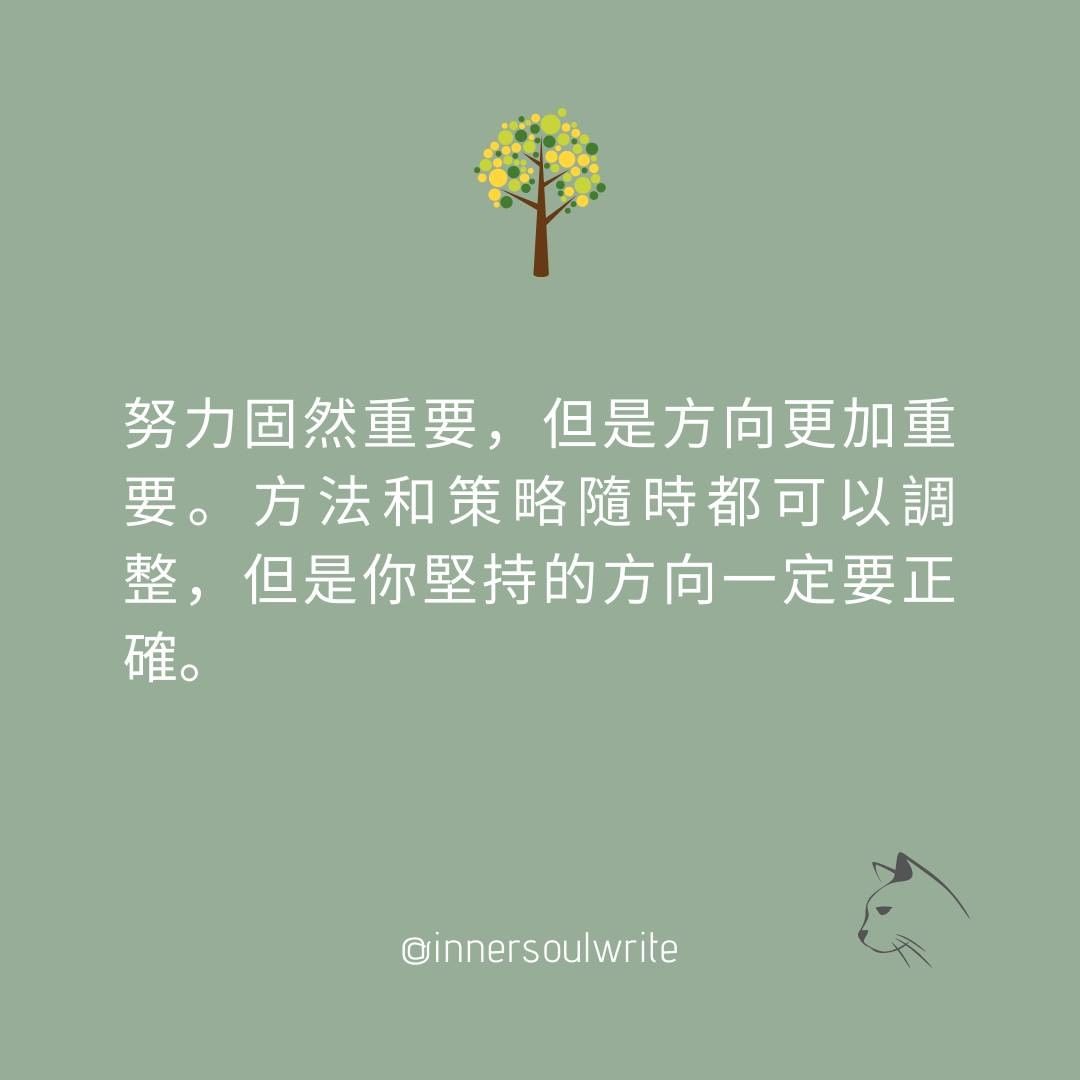 努力固然重要，但是方向更加重
要。方法和策略隨時都可以調
整，但是你堅持的方向一定要正
確。
@innersoulwrite